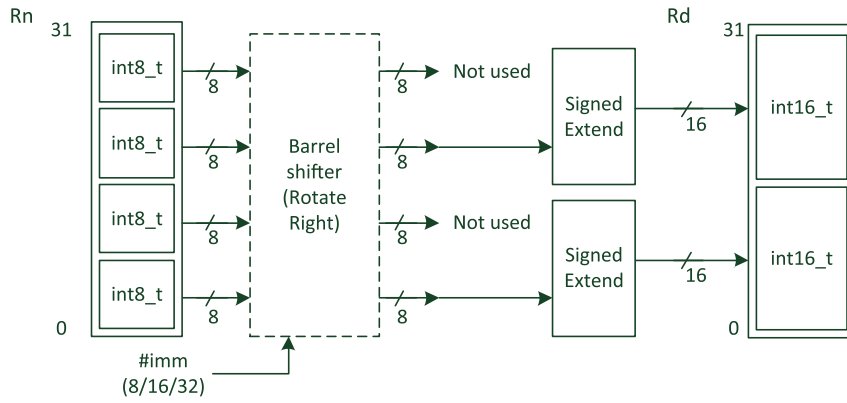 Rn
Rd
31
31
int8_t
8
8
Not used
Signed
Extend
16
int16_t
int8_t
8
Barrel
shifter
(Rotate
Right)
8
int8_t
8
8
Not used
Signed
Extend
16
int16_t
int8_t
8
8
0
0
#imm
(8/16/32)